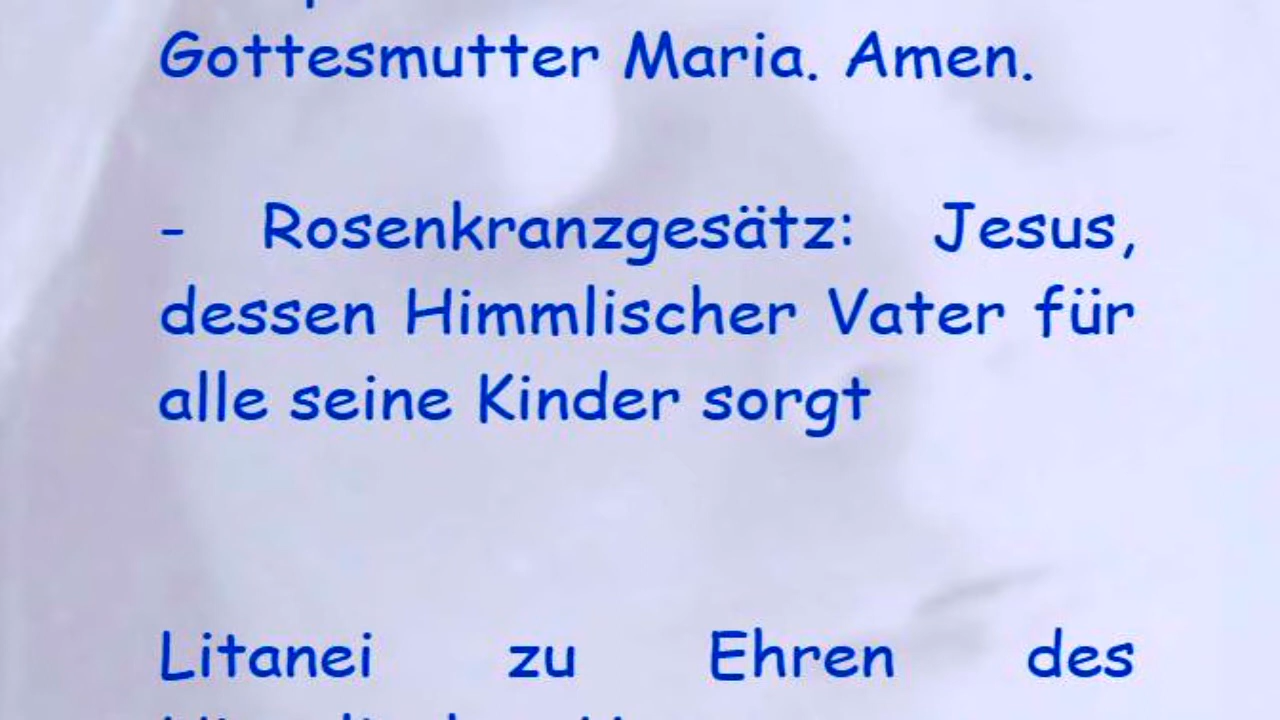 Gottesmutter Maria. Amen.
- Rosenkranzgesätz: Jesus,
dessen Himmlischer Vater für
alle seine Kinder sorgt
Litanei zu Ehren des